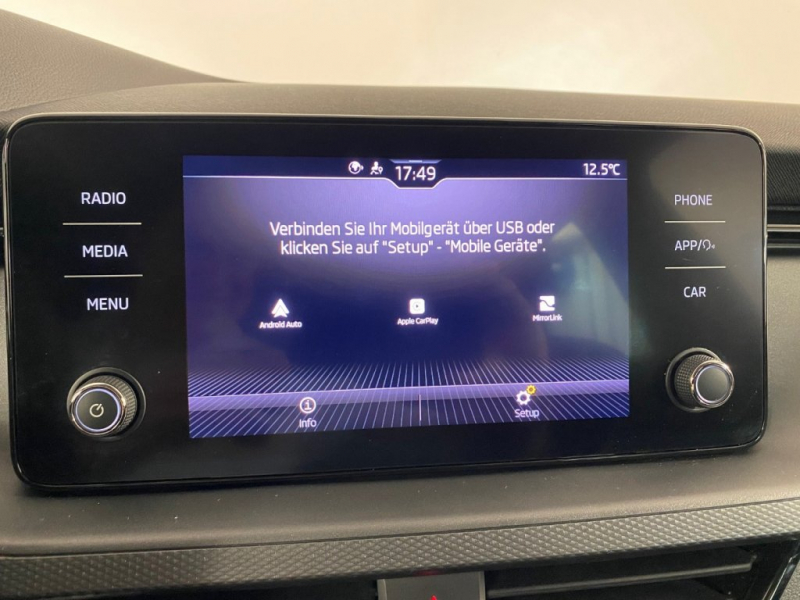 17:49
12.5°C
RADIO
MEDIA
MENU
PHONE
APP/
CAR
Verbinden Sie Ihr Mobilgerät über USB oder
klicken Sie auf "Setup" - "Mobile Geräte".
Android Auto
Apple CarPlay
MirrorLink
Info
Setup